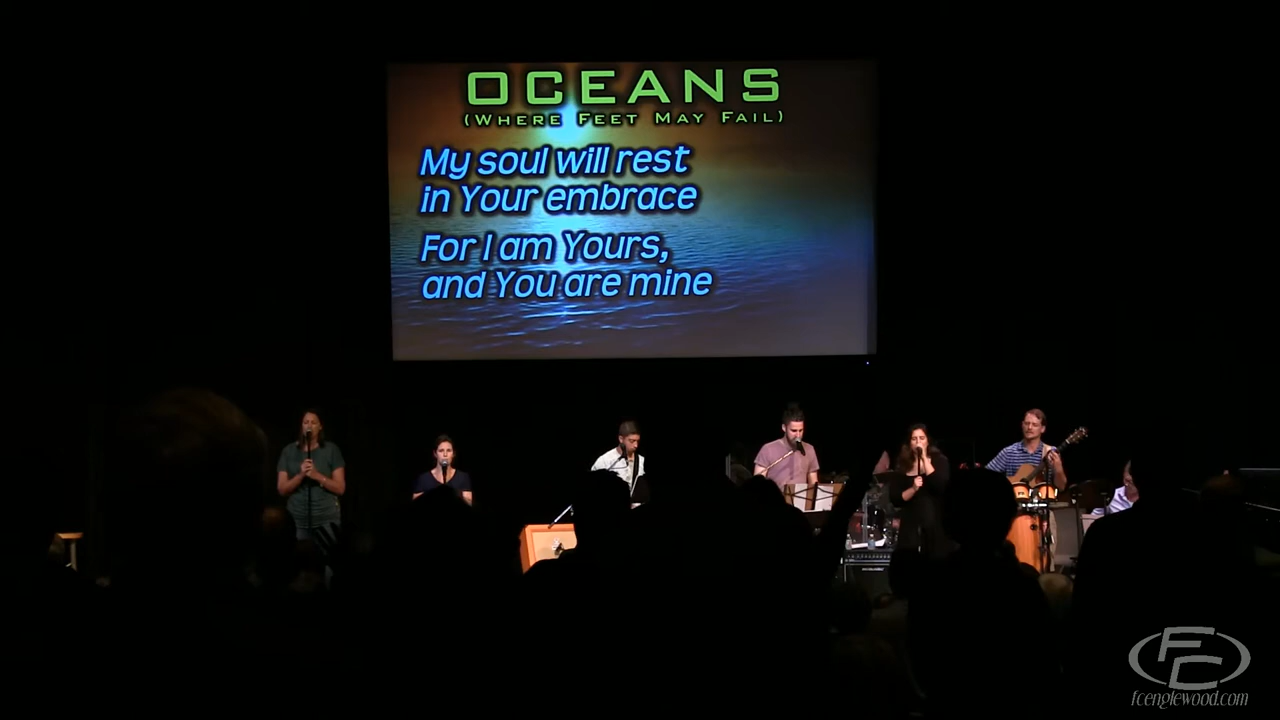 OCEANS
(Where Feet May Fail)
My soul will rest
in Your embrace
For I am Yours,
and You are mine
FC
fcenglewood.com